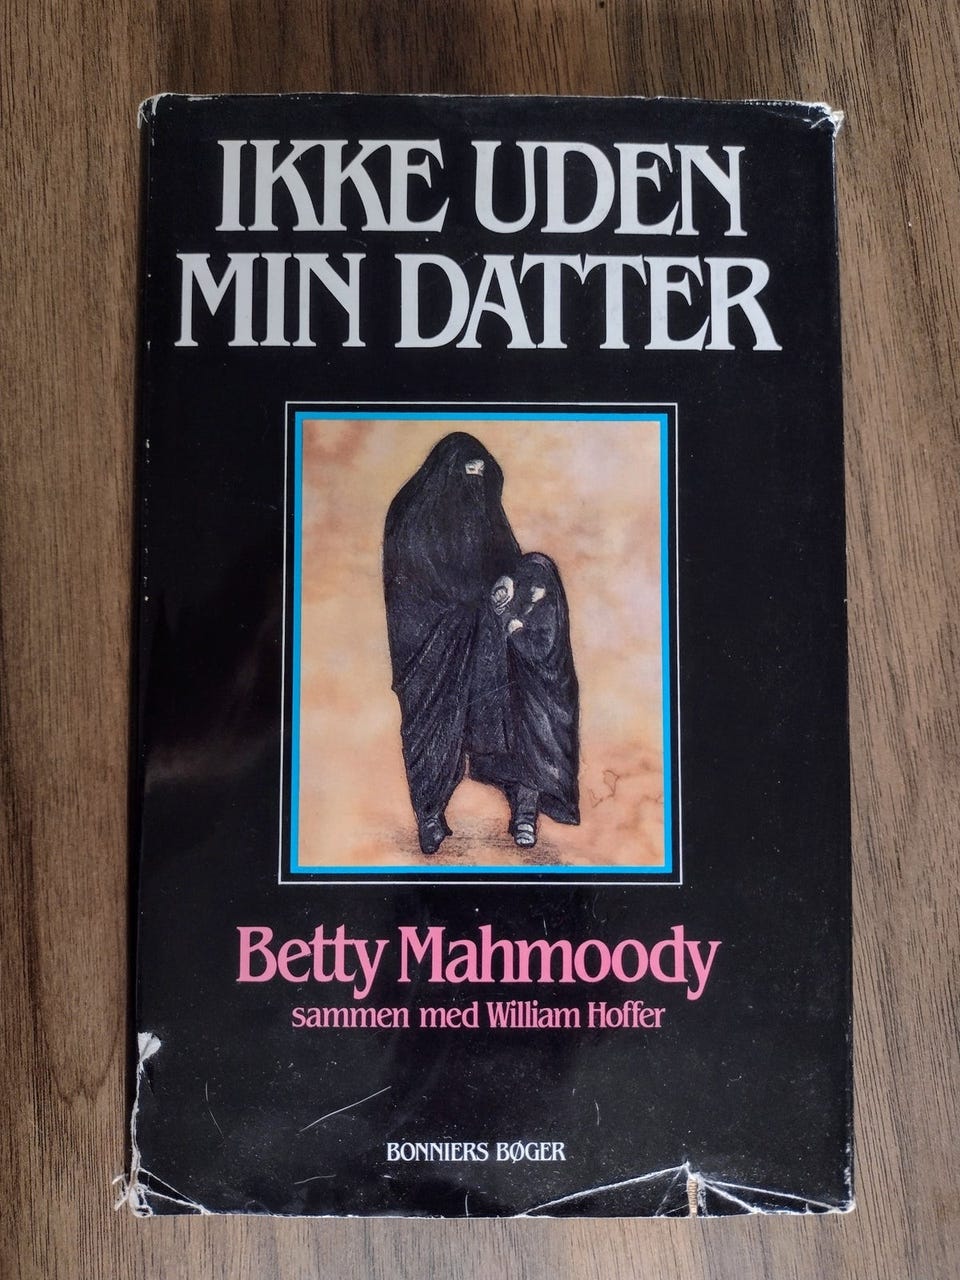 IKKE UDEN
MIN DATTER
Betty Mahmoody
sammen med William Hoffer
BONNIERS BØGER